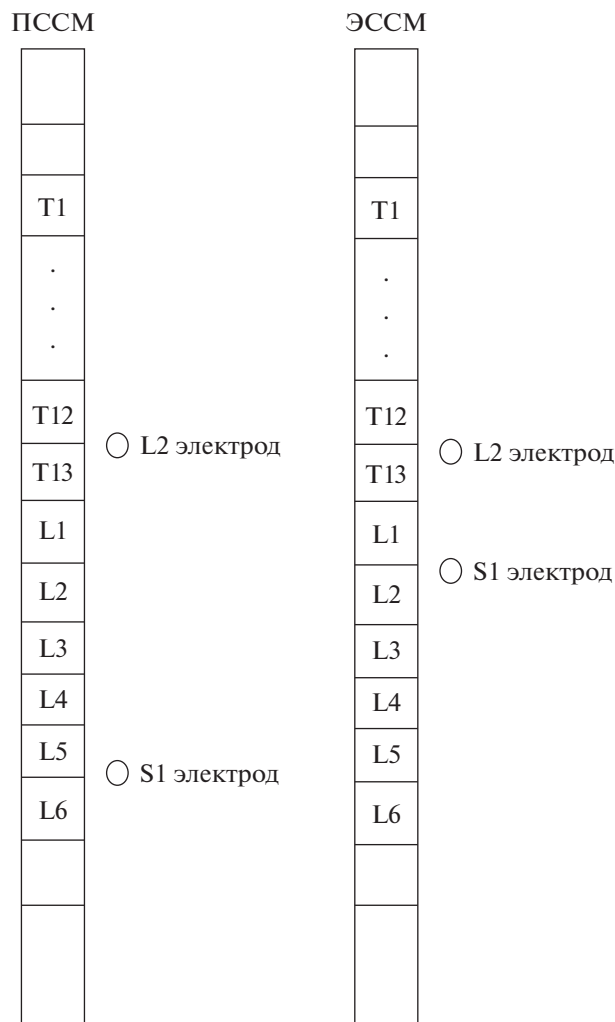 ПССМ
T1
.
.
.
T12
T13
L1
L2
L3
L4
L5
L6
L2 электрод
S1 электрод
ЭССМ
T1
.
.
.
T12
T13
L1
L2
L3
L4
L5
L6
L2 электрод
S1 электрод